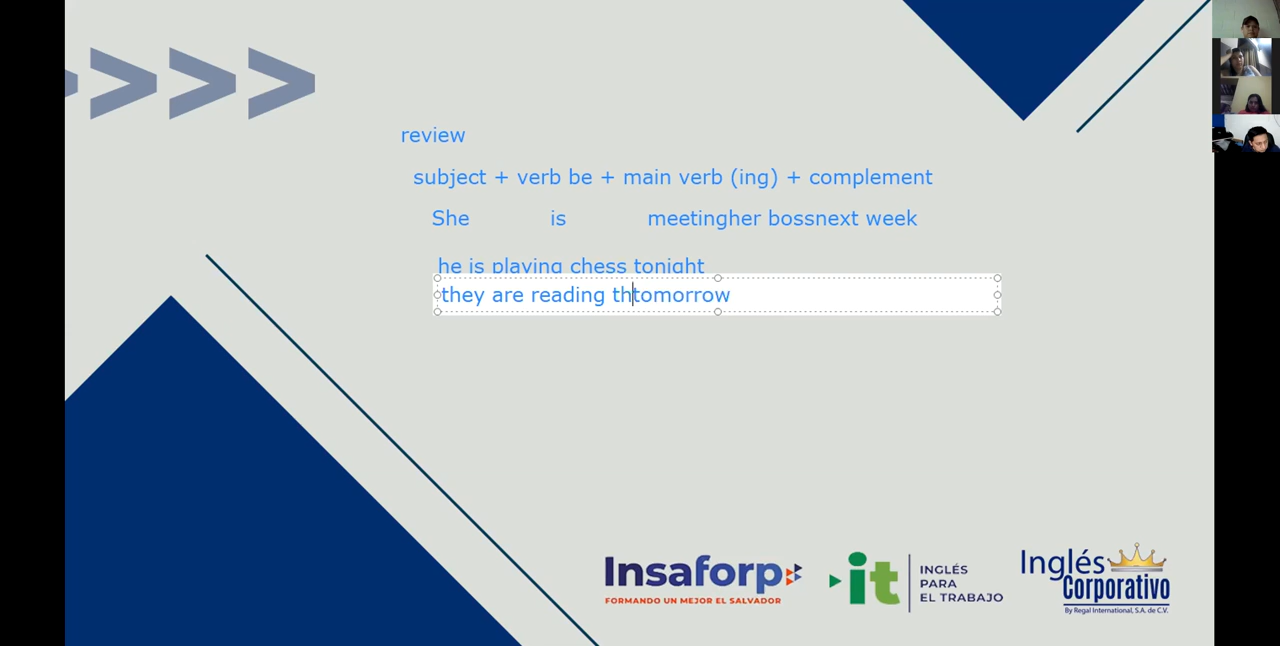 review
subject + verb be + main verb (ing) + complement
She is meetingher bossnext week
he is playing chess tonight
they are reading thtomorrow
Insaforp
FORMANDO UN MEJOR EL SALVADOR
it
INGLÉS
PARA
EL TRABAJO
Inglés
Corporativo
By Regal International, S.A. de C.V.